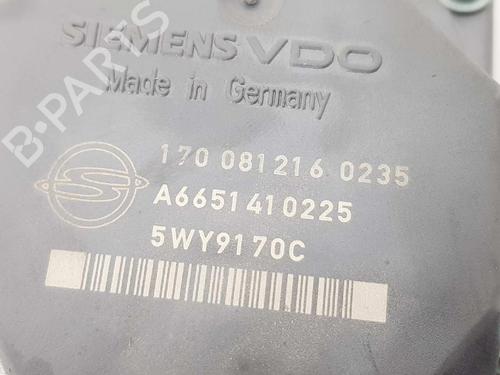 SIEMENS VDO
Made in Germany
170 081216 0235
A6651410225
5WY9170C
B-PARTS